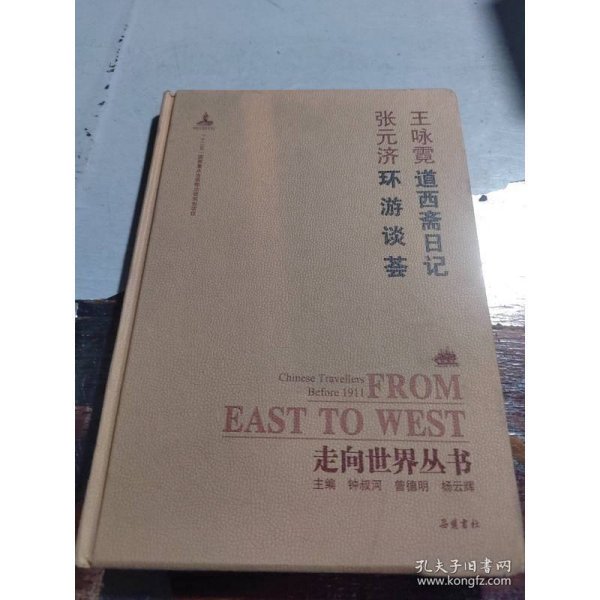 王咏霓 道西斋日记
张元济 环游谈荟
Chinese Travellers
Before 1911
FROM
EAST TO WEST
走向世界丛书
主编 钟叔河 曾德明 杨云辉
岳麓书社
孔夫子旧书网
www.kongfz.com